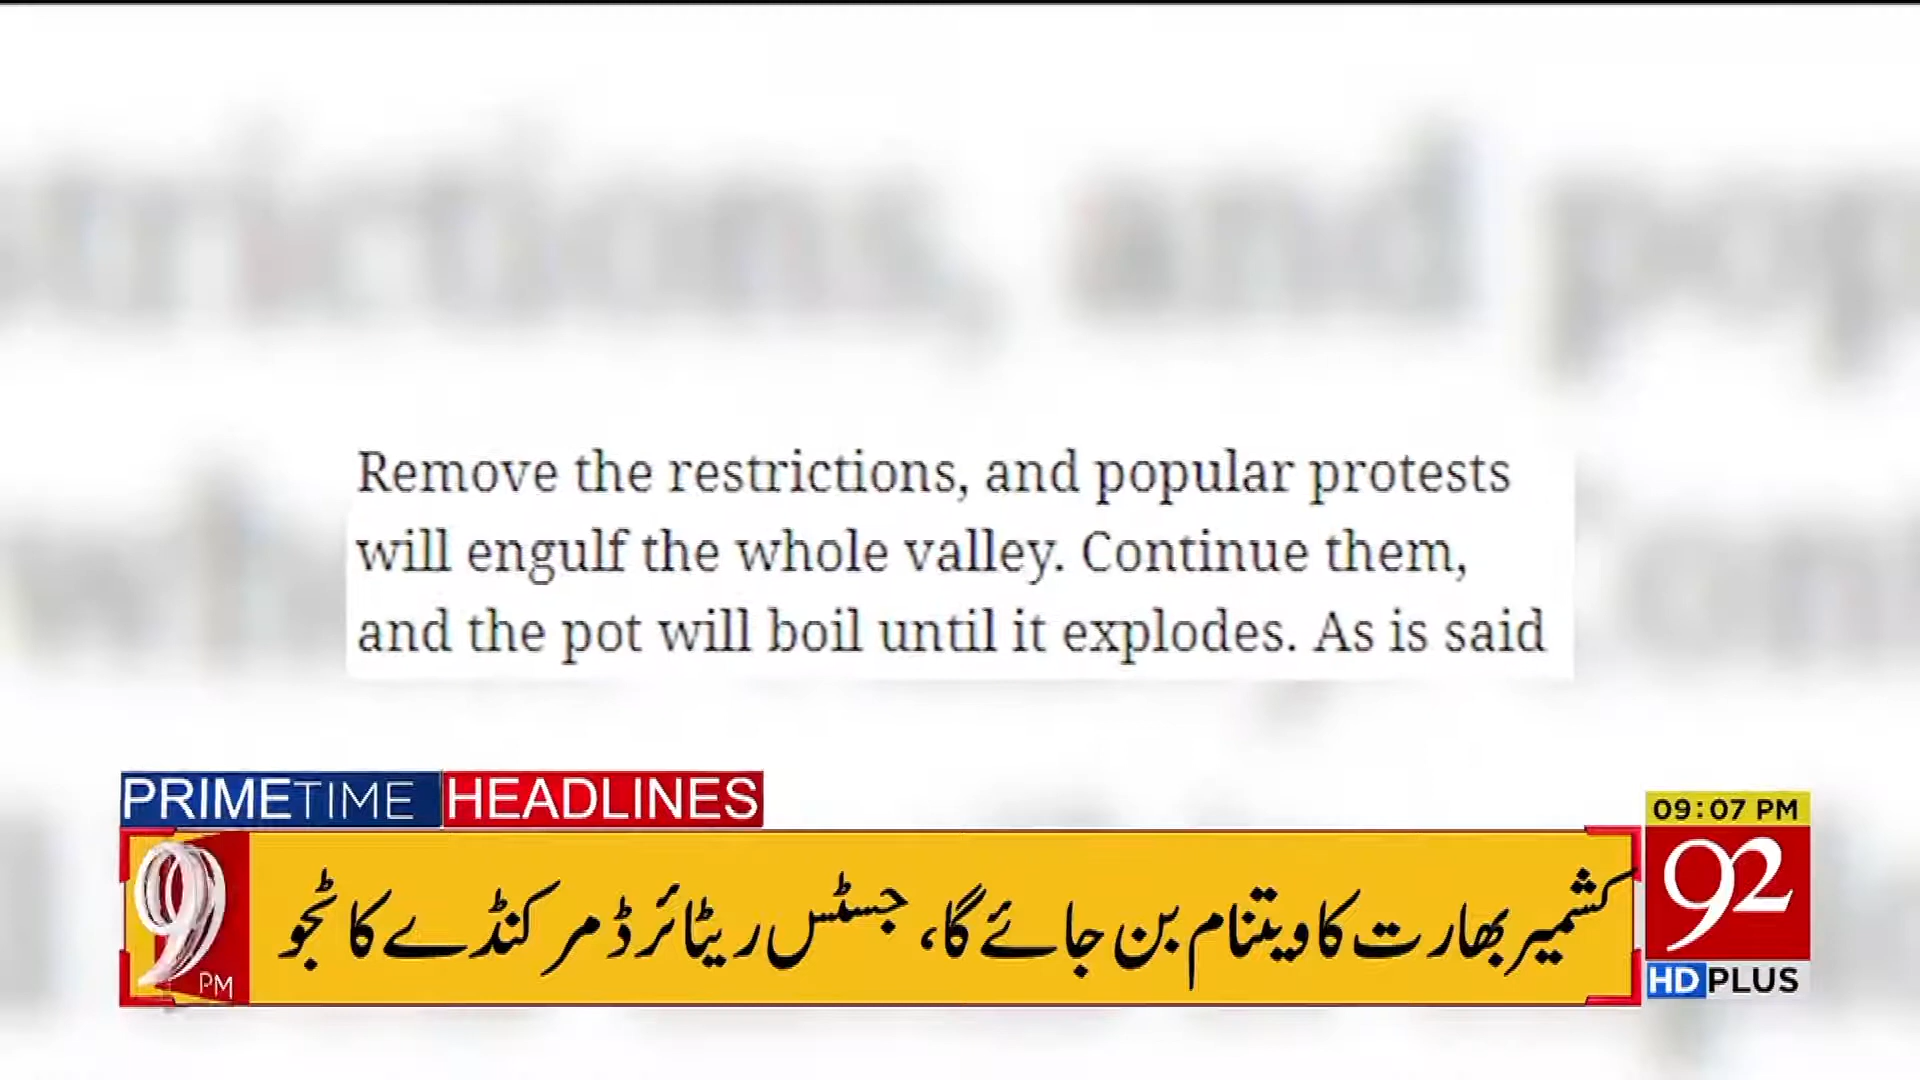 Remove the restrictions, and popular protests
will engulf the whole valley. Continue them,
and the pot will boil until it explodes. As is said
PRIMETIME HEADLINES
09:07 PM
9 PM
کشمیر بھارت کا ویتنام بن جائے گا، جسٹس ریٹائرڈ مرکنڈے کا تجو
92
HD PLUS